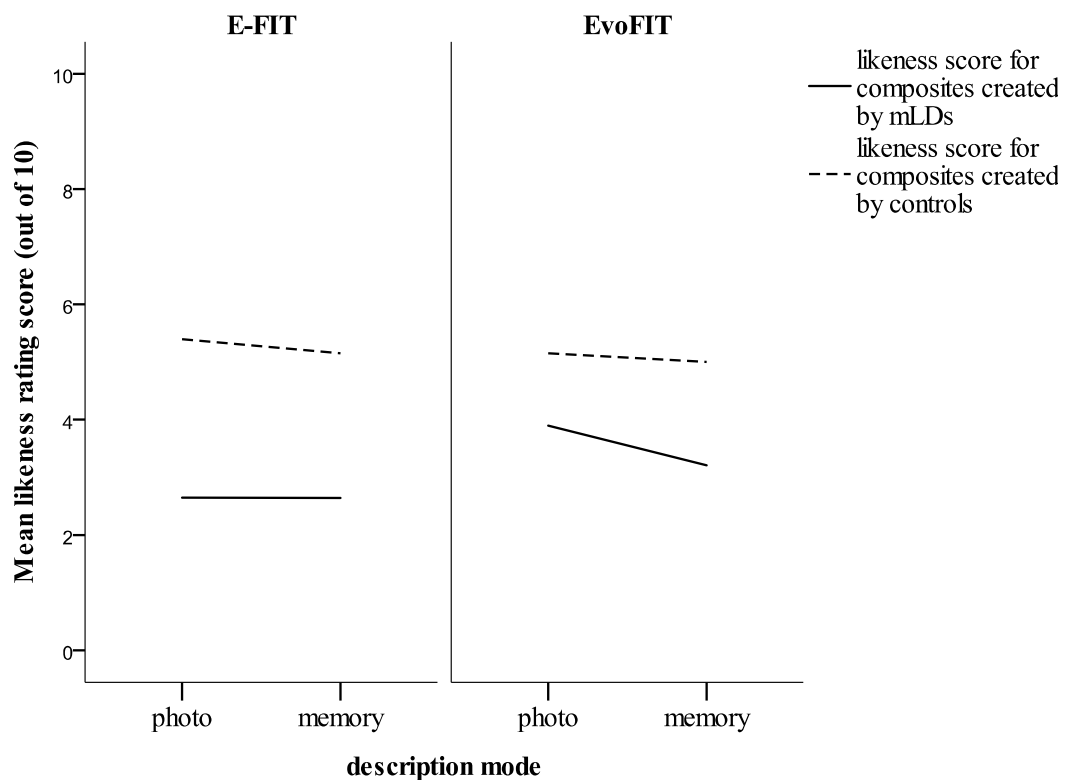 E-FIT
EvoFIT
likeness score for
composites created
by mLDs
likeness score for
composites created
by controls
Mean likeness rating score (out of 10)
10
8
6
4
2
0
photo
memory
photo
memory
description mode